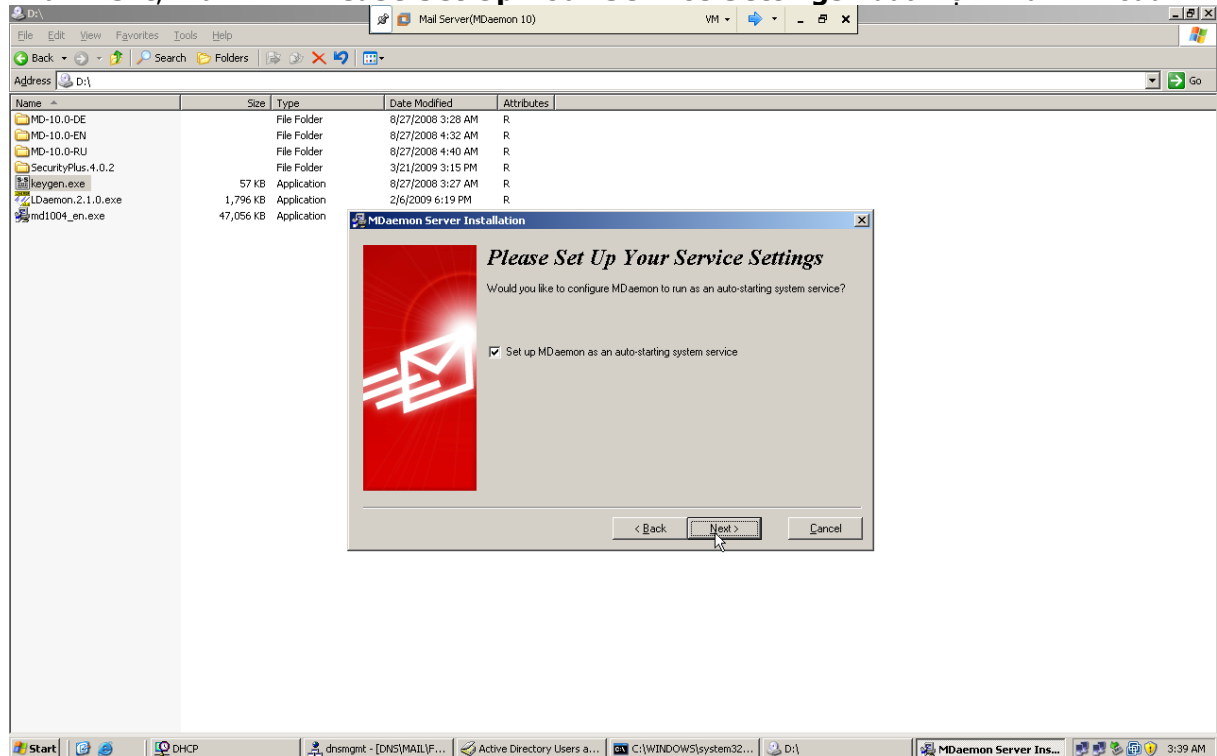 D:\
Mail Server(MDaemon 10) VM
File Edit View Favorites Tools Help
Back Search Folders
Address D:\ Go
Name Size Type Date Modified Attributes
MD-10.0-DE File Folder 8/27/2008 3:28 AM R
MD-10.0-EN File Folder 8/27/2008 4:32 AM R
MD-10.0-RU File Folder 8/27/2008 4:40 AM R
SecurityPlus.4.0.2 File Folder 3/21/2009 3:15 PM R
keygen.exe 57 KB Application 8/27/2008 3:27 AM R
LDaemon.2.1.0.exe 1,796 KB Application 2/6/2009 6:19 PM R
md1004_en.exe 47,056 KB Application
MDaemon Server Installation
Please Set Up Your Service Settings
Would you like to configure MDaemon to run as an auto-starting system service?
Set up MDaemon as an auto-starting system service
< Back Next > Cancel
Start DHCP dnsmgmt - [DNS\MAIL\F... Active Directory Users a... C:\WINDOWS\system32... D:\ MDaemon Server Ins... 3:39 AM